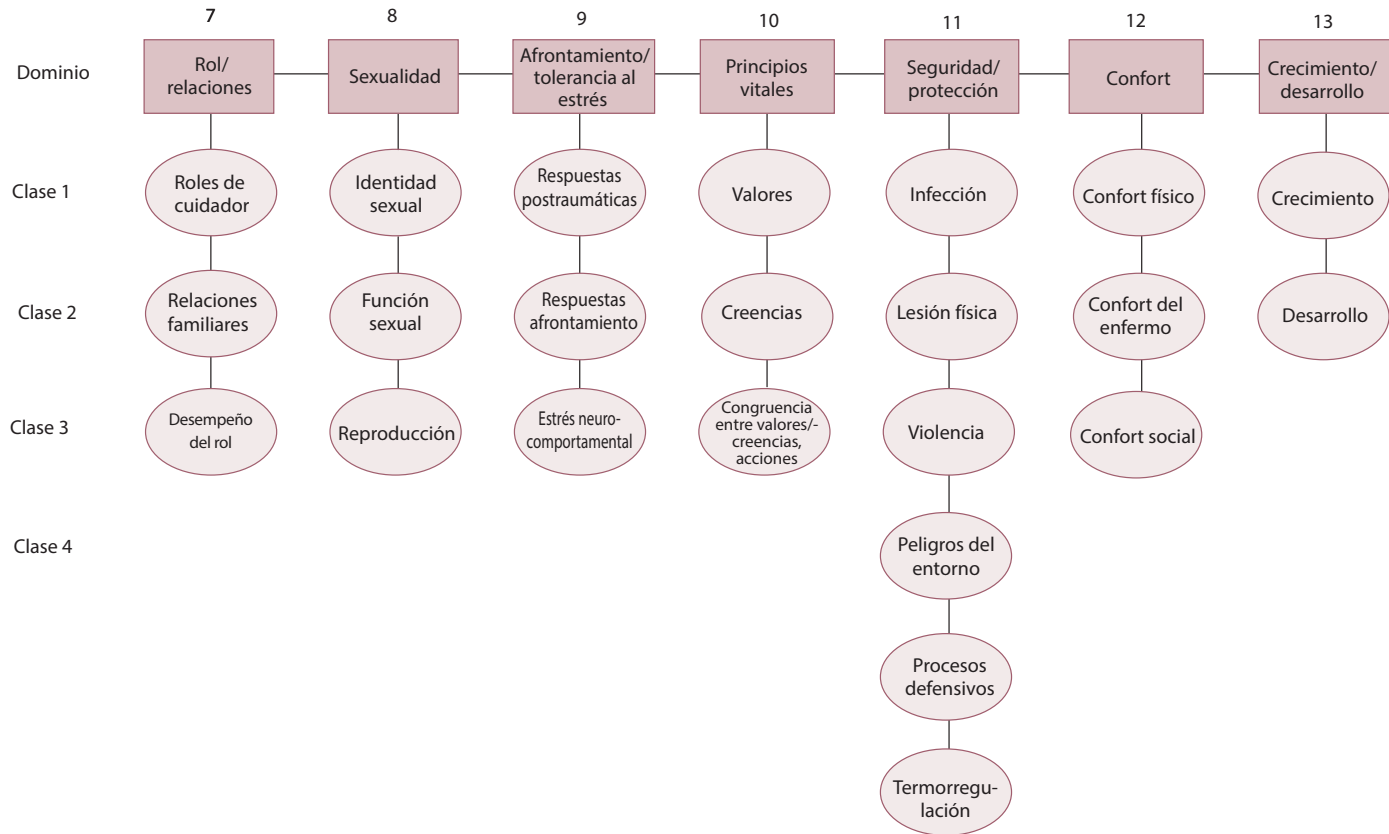 7
8
9
10
11
12
13
Dominio
Rol/
relaciones
Sexualidad
Afrontamiento/
tolerancia al
estrés
Principios
vitales
Seguridad/
protección
Confort
Crecimiento/
desarrollo
Clase 1
Roles de
cuidador
Identidad
sexual
Respuestas
postraumáticas
Valores
Infección
Confort físico
Crecimiento
Clase 2
Relaciones
familiares
Función
sexual
Respuestas
afrontamiento
Creencias
Lesión física
Confort del
enfermo
Desarrollo
Clase 3
Desempeño
del rol
Reproducción
Estrés neuro-
comportamental
Congruencia
entre valores/-
creencias,
acciones
Violencia
Confort social
Clase 4
Peligros del
entorno
Procesos
defensivos
Termorregu-
lación